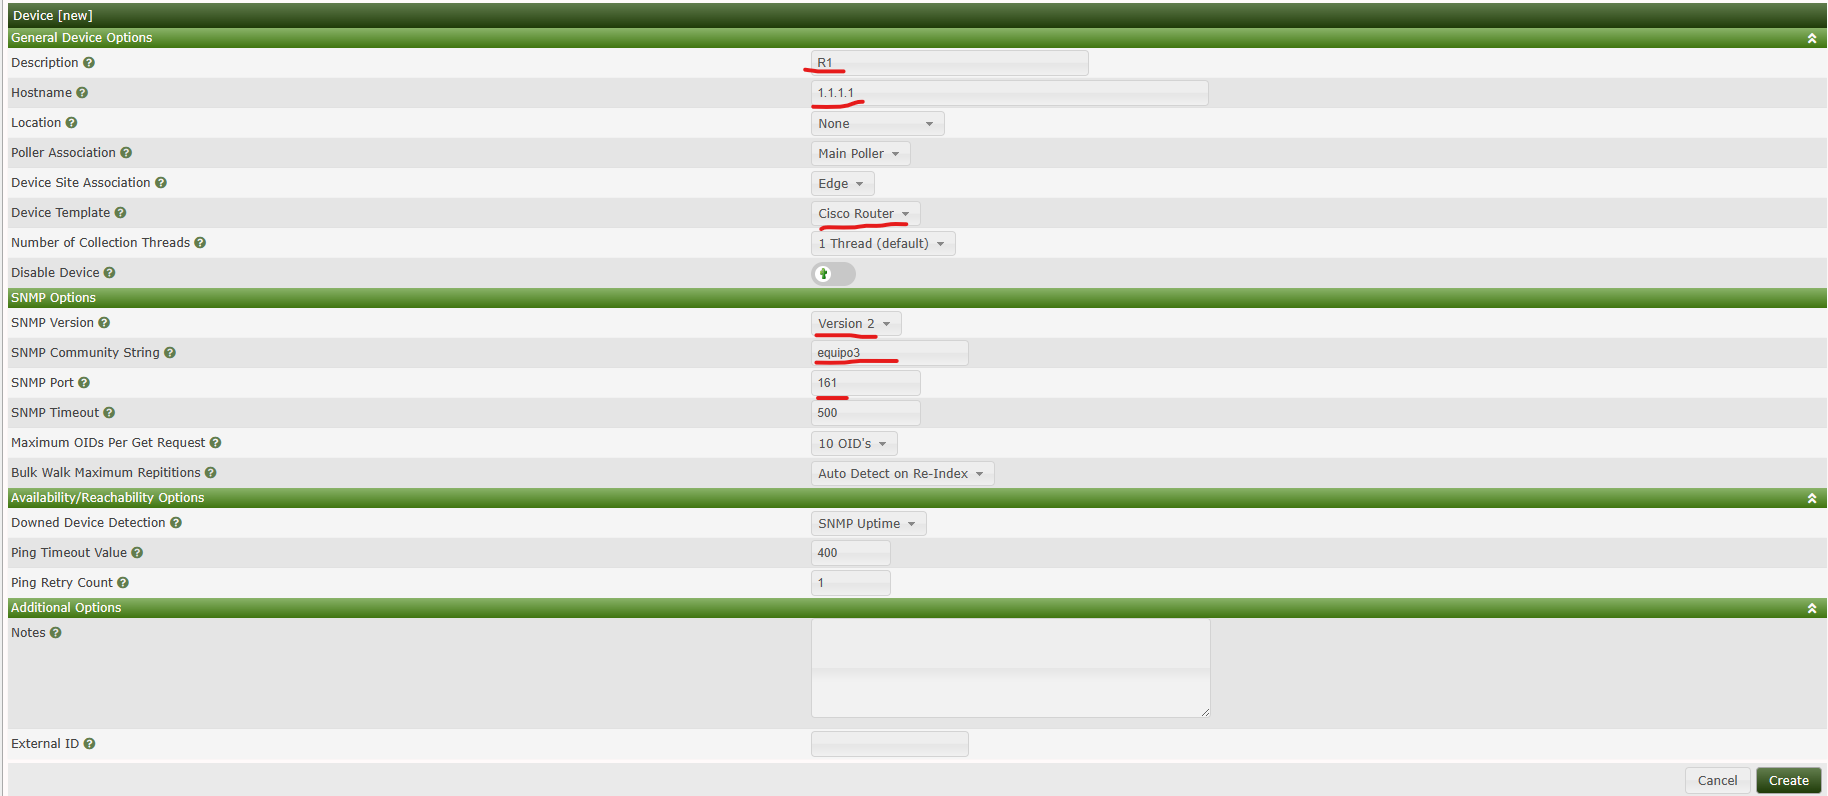 Device [new]
General Device Options
Description R1
Hostname 1.1.1.1
Location None
Poller Association Main Poller
Device Site Association Edge
Device Template Cisco Router
Number of Collection Threads 1 Thread (default)
Disable Device
SNMP Options
SNMP Version Version 2
SNMP Community String equipo3
SNMP Port 161
SNMP Timeout 500
Maximum OIDs Per Get Request 10 OID's
Bulk Walk Maximum Repititions Auto Detect on Re-Index
Availability/Reachability Options
Downed Device Detection SNMP Uptime
Ping Timeout Value 400
Ping Retry Count 1
Additional Options
Notes
External ID
Cancel Create